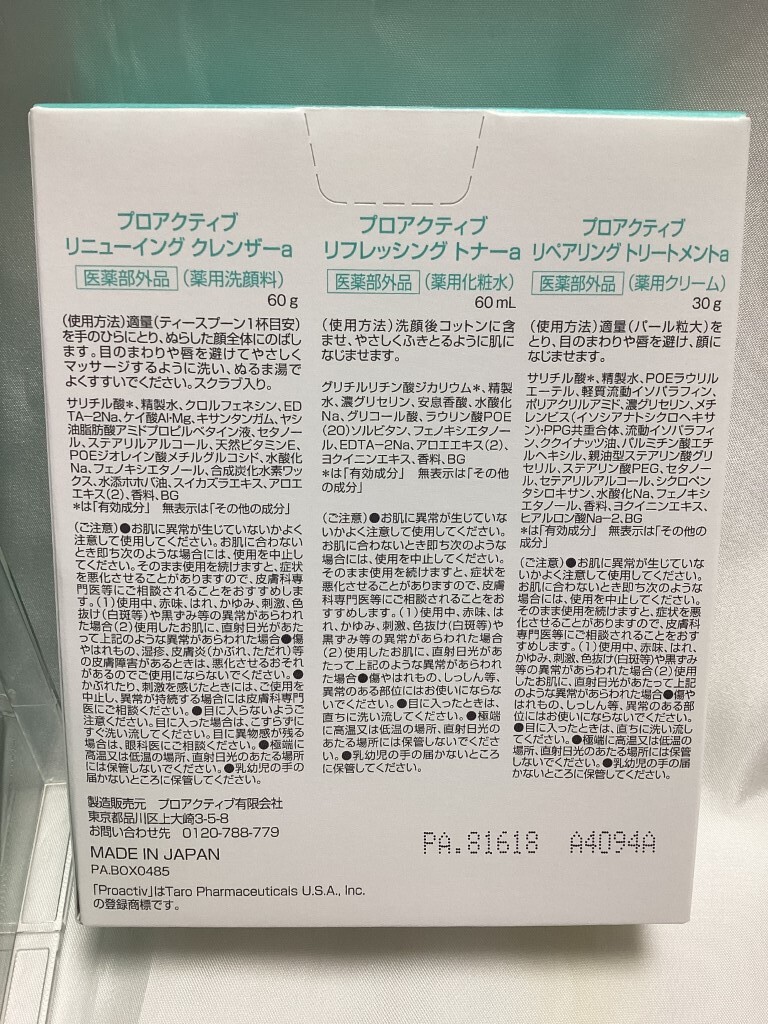 プロアクティブ
リニューイング クレンザーa
医薬部外品 (薬用洗顔料)
60g
(使用方法)適量(ティースプーン1杯目安)
を手のひらにとり、ぬらした顔全体にのばし
ます。目のまわりや唇を避けてやさしく
マッサージするように洗い、ぬるま湯で
よくすすいでください。スクラブ入り。
サリチル酸*、精製水、クロルフェネシン、ED
TA-2Na、ケイ酸Al・Mg、キサンタンガム、ヤシ
油脂肪酸アミドプロピルベタイン液、セタノー
ル、ステアリルアルコール、天然ビタミンE、
POEジオレイン酸メチルグルコシド、水酸化
Na、フェノキシエタノール、合成炭化水素ワッ
クス、水添ホホバ油、スイカズラエキス、アロエ
エキス(2)、香料、BG
*は「有効成分」 無表示は「その他の成分」
(ご注意)●お肌に異常が生じていないかよく
注意して使用してください。お肌に合わない
とき即ち次のような場合には、使用を中止し
てください。そのまま使用を続けますと、症状
を悪化させることがありますので、皮膚科専
門医等にご相談されることをおすすめしま
す。(1)使用中、赤味、はれ、かゆみ、刺激、色
抜け(白斑等)や黒ずみ等の異常があらわれ
た場合(2)使用したお肌に、直射日光があた
って上記のような異常があらわれた場合●傷
やはれもの、湿疹、皮膚炎(かぶれ、ただれ)等
の皮膚障害があるときは、悪化させるおそれ
があるのでご使用にならないでください。●
かぶれたり、刺激を感じたときには、ご使用を
中止し、異常が持続する場合には皮膚科専門
医にご相談ください。●目に入らないようご
注意ください。目に入った場合は、こすらずに
すぐ洗い流してください。目に異物感が残る
場合は、眼科医にご相談ください。●極端に
高温又は低温の場所、直射日光のあたる場所
には保管しないでください。●乳幼児の手の
届かないところに保管してください。
プロアクティブ
リフレッシング トナーa
医薬部外品 (薬用化粧水)
60mL
(使用方法)洗顔後コットンに含
ませ、やさしくふきとるように肌に
なじませます。
グリチルリチン酸ジカリウム*、精製
水、濃グリセリン、安息香酸、水酸化
Na、グリコール酸、ラウリン酸POE
(20)ソルビタン、フェノキシエタノー
ル、EDTA-2Na、アロエエキス(2)、
ヨクイニンエキス、香料、BG
*は「有効成分」 無表示は「その他
の成分」
(ご注意)●お肌に異常が生じていな
いかよく注意して使用してください。
お肌に合わないとき即ち次のような
場合には、使用を中止してください。
そのまま使用を続けますと、症状を
悪化させることがありますので、皮膚
科専門医等にご相談されることをお
すすめします。(1)使用中、赤味、は
れ、かゆみ、刺激、色抜け(白斑等)や
黒ずみ等の異常があらわれた場合
(2)使用したお肌に、直射日光があ
たって上記のような異常があらわれ
た場合●傷やはれもの、しっしん等、
異常のある部位にはお使いにならな
いでください。●目に入ったときは、
直ちに洗い流してください。●極端
に高温又は低温の場所、直射日光の
あたる場所には保管しないでくださ
い。●乳幼児の手の届かないところ
に保管してください。
プロアクティブ
リペアリング トリートメントa
医薬部外品 (薬用クリーム)
30g
(使用方法)適量(パール粒大)を
とり、目のまわりや唇を避け、顔に
なじませます。
サリチル酸*、精製水、POEラウリル
エーテル、軽質流動イソパラフィン、
ポリアクリルアミド、濃グリセリン、メチ
レンビス(イソシアナトシクロヘキサ
ン)・PPG共重合体、流動イソパラフィ
ン、ククイナッツ油、パルミチン酸エチ
ルヘキシル、親油型ステアリン酸グリ
セリル、ステアリン酸PEG、セタノー
ル、セテアリルアルコール、シクロペン
タシロキサン、水酸化Na、フェノキシ
エタノール、香料、ヨクイニンエキス、
ヒアルロン酸Na-2、BG
*は「有効成分」 無表示は「その他の
成分」
(ご注意)●お肌に異常が生じていな
いかよく注意して使用してください。
お肌に合わないとき即ち次のような
場合には、使用を中止してください。
そのまま使用を続けますと、症状を悪
化させることがありますので、皮膚科
専門医等にご相談されることをおす
すめします。(1)使用中、赤味、はれ、
かゆみ、刺激、色抜け(白斑等)や黒ずみ
等の異常があらわれた場合(2)使用
したお肌に、直射日光があたって上記
のような異常があらわれた場合●傷や
はれもの、しっしん等、異常のある部
位にはお使いにならないでください。
●目に入ったときは、直ちに洗い流し
てください。●極端に高温又は低温の
場所、直射日光のあたる場所には保管
しないでください。●乳幼児の手の届
かないところに保管してください。
製造販売元 プロアクティブ有限会社
東京都品川区上大崎3-5-8
お問い合わせ先 0120-788-779
MADE IN JAPAN
PA.BOX0485
「Proactiv」はTaro Pharmaceuticals U.S.A., Inc.
の登録商標です。
PA.81618 A4094A